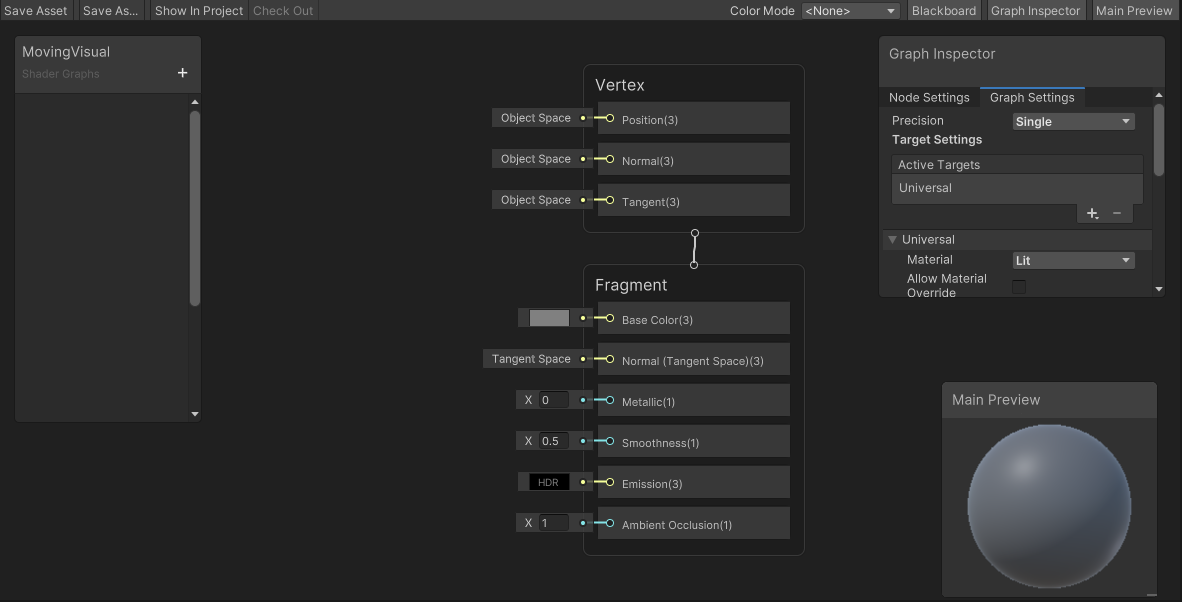 Save Asset
Save As...
Show In Project
Check Out
Color Mode
<None>
Blackboard
Graph Inspector
Main Preview
MovingVisual
Shader Graphs
+
Vertex
Object Space
Position(3)
Object Space
Normal(3)
Object Space
Tangent(3)
Fragment
Base Color(3)
Tangent Space
Normal (Tangent Space)(3)
X 0
Metallic(1)
X 0.5
Smoothness(1)
HDR
Emission(3)
X 1
Ambient Occlusion(1)
Graph Inspector
Node Settings
Graph Settings
Precision
Single
Target Settings
Active Targets
Universal
Universal
Material
Lit
Allow Material
Override
Main Preview